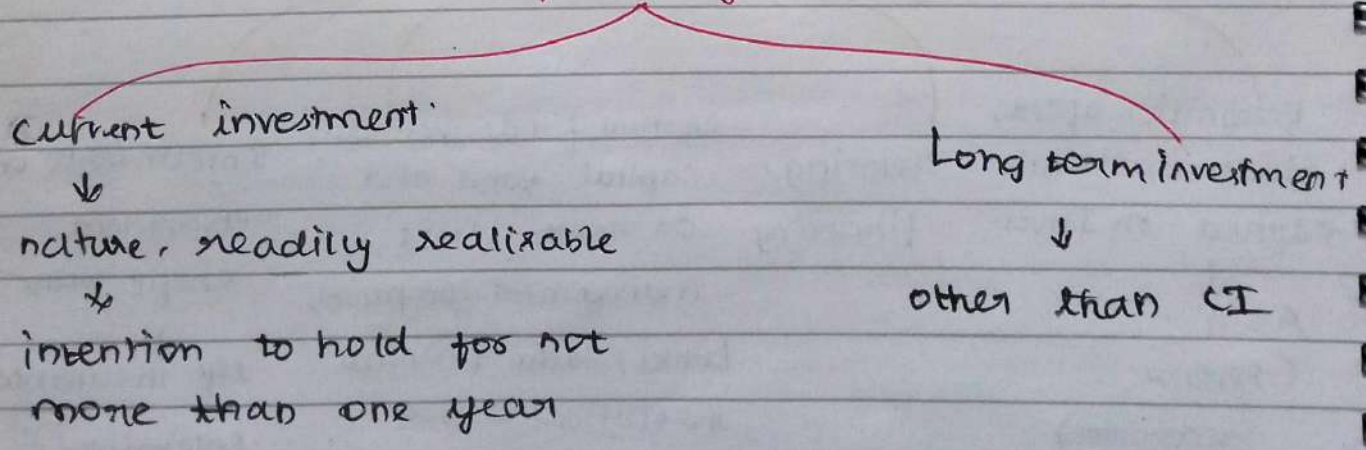 Current investment.
Long term investment
↓
↓
nature, readily realizable
↓
other than CI
intention to hold for not
more than one year